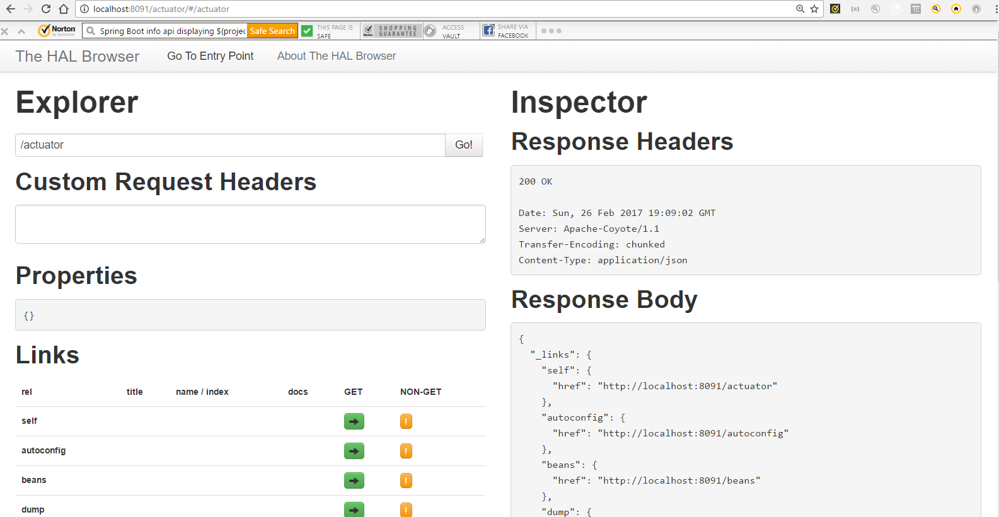 localhost:8091/actuator/#/actuator
Norton
by Symantec
Spring Boot info api displaying ${projec
Safe Search
THIS PAGE IS
SAFE
Norton
SHOPPING
GUARANTEE
ACCESS
VAULT
SHARE VIA
FACEBOOK
The HAL Browser
Go To Entry Point
About The HAL Browser
Explorer
/actuator
Go!
Custom Request Headers
Properties
{}
Links
rel title name / index docs GET NON-GET
self !
autoconfig !
beans !
dump !
Inspector
Response Headers
200 OK
Date: Sun, 26 Feb 2017 19:09:02 GMT
Server: Apache-Coyote/1.1
Transfer-Encoding: chunked
Content-Type: application/json
Response Body
{
"_links": {
"self": {
"href": "http://localhost:8091/actuator"
},
"autoconfig": {
"href": "http://localhost:8091/autoconfig"
},
"beans": {
"href": "http://localhost:8091/beans"
},
"dump": {